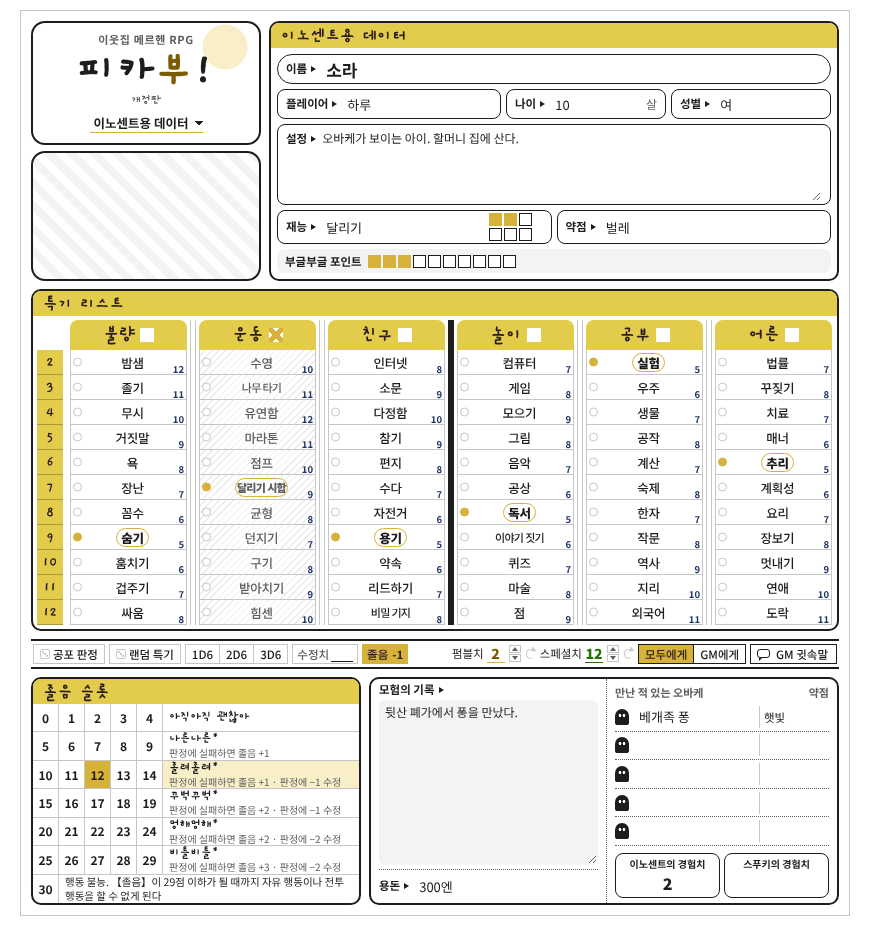 이웃집 메르헨 RPG
피카부!
개정판
이노센트용 데이터
이노센트용 데이터
이름 소라
플레이어 하루 나이 10 살 성별 여
설정 오바케가 보이는 아이. 할머니 집에 산다.
재능 달리기 약점 벌레
부글부글 포인트
특기 리스트
불량 운동 친구 놀이 공부 어른
2 밤샘 12 수영 10 인터넷 8 컴퓨터 7 실험 5 법률 7
3 졸기 11 나무타기 11 소문 9 게임 8 우주 6 꾸짖기 8
4 무시 10 유연함 12 다정함 10 모으기 9 생물 7 치료 7
5 거짓말 9 마라톤 11 참기 9 그림 8 공작 8 매너 6
6 욕 8 점프 10 편지 8 음악 7 계산 7 추리 5
7 장난 7 달리기 시합 9 수다 7 공상 6 숙제 8 계획성 6
8 꼼수 6 균형 8 자전거 6 독서 5 한자 7 요리 7
9 숨기 5 던지기 7 용기 5 이야기 짓기 6 작문 8 장보기 8
10 훔치기 6 구기 8 약속 6 퀴즈 7 역사 9 멋내기 9
11 겁주기 7 받아치기 9 리드하기 7 마술 8 지리 10 연애 10
12 싸움 8 힘센 10 비밀 기지 8 점 9 외국어 11 도락 11
공포 판정 랜덤 특기 1D6 2D6 3D6 수정치 졸음 -1 펌블치 2 스페셜치 12 모두에게 GM에게 GM 귓속말
졸음 슬롯
0 1 2 3 4 아직아직 괜찮아
5 6 7 8 9 나른나른*
판정에 실패하면 졸음 +1
10 11 12 13 14 졸려졸려*
판정에 실패하면 졸음 +1 · 판정에 −1 수정
15 16 17 18 19 꾸벅꾸벅*
판정에 실패하면 졸음 +2 · 판정에 −1 수정
20 21 22 23 24 멍해멍해*
판정에 실패하면 졸음 +2 · 판정에 −2 수정
25 26 27 28 29 비틀비틀*
판정에 실패하면 졸음 +3 · 판정에 −2 수정
30 행동 불능. 【졸음】이 29점 이하가 될 때까지 자유 행동이나 전투
행동을 할 수 없게 된다
모험의 기록
뒷산 폐가에서 퐁을 만났다.
용돈 300엔
만난 적 있는 오바케 약점
베개족 퐁 햇빛
이노센트의 경험치 스푸키의 경험치
2